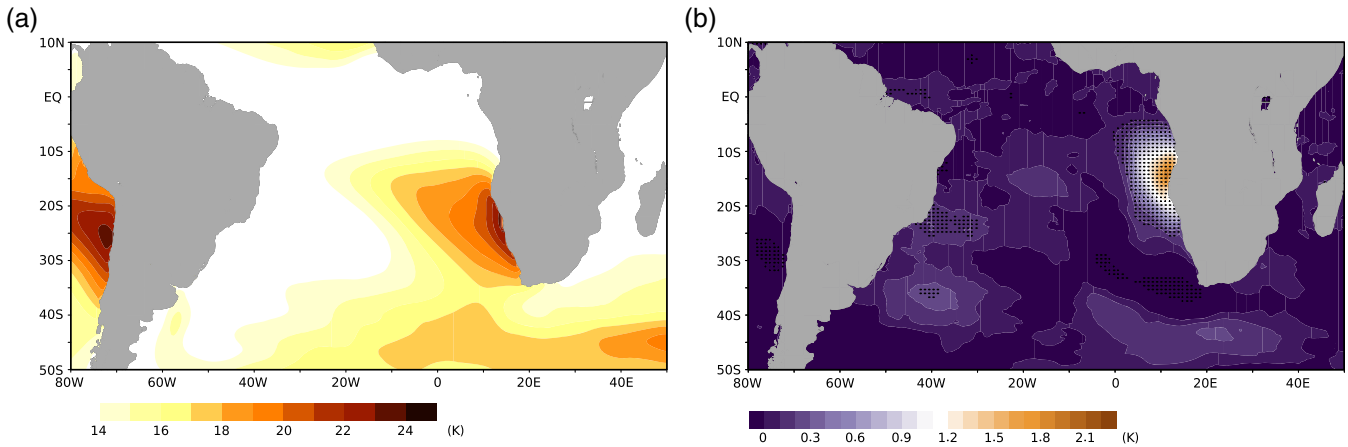 (a)
10N
EQ
10S
20S
30S
40S
50S
80W 60W 40W 20W 0 20E 40E
14 16 18 20 22 24 (K)
(b)
10N
EQ
10S
20S
30S
40S
50S
80W 60W 40W 20W 0 20E 40E
0 0.3 0.6 0.9 1.2 1.5 1.8 2.1 (K)